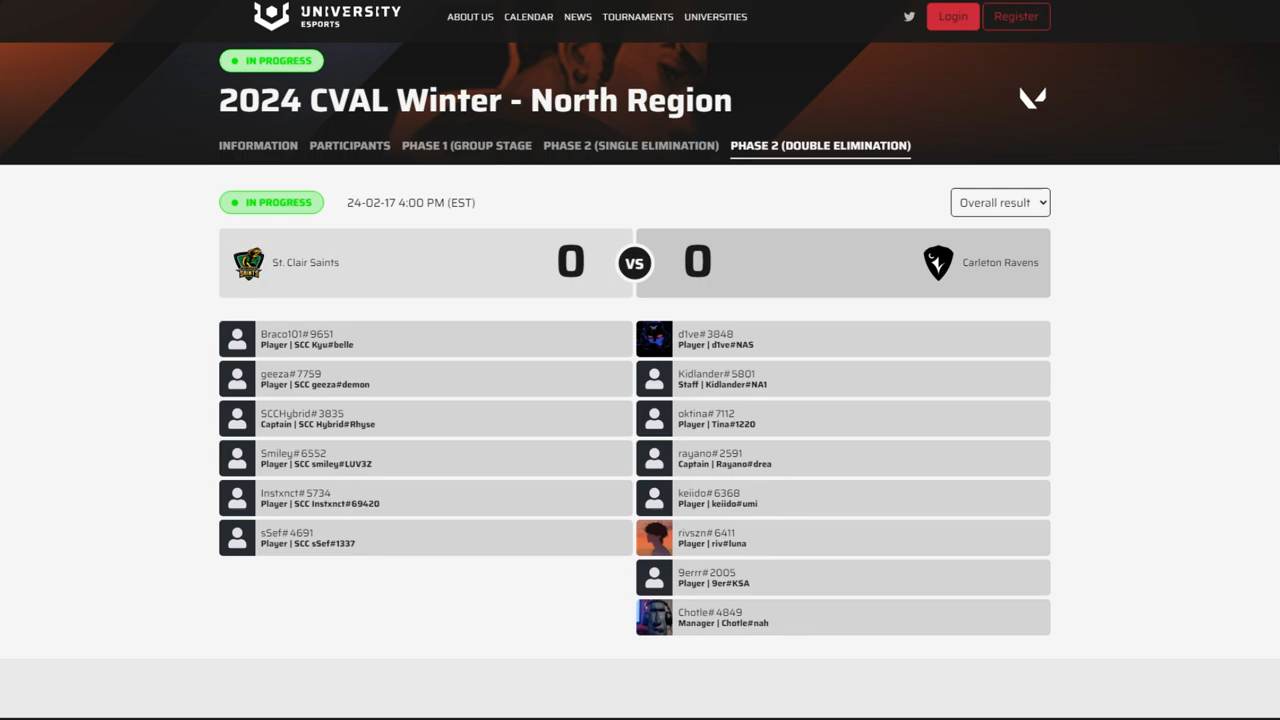 UNIVERSITY
ESPORTS
ABOUT US CALENDAR NEWS TOURNAMENTS UNIVERSITIES
Login Register
IN PROGRESS
2024 CVAL Winter - North Region
INFORMATION PARTICIPANTS PHASE 1 (GROUP STAGE PHASE 2 (SINGLE ELIMINATION) PHASE 2 (DOUBLE ELIMINATION)
IN PROGRESS 24-02-17 4:00 PM (EST) Overall result
St. Clair Saints 0 VS 0 Carleton Ravens
SAINTS
Braco101#9651
Player | SCC Kyu#belle
geeza#7759
Player | SCC geeza#demon
SCCHybrid#3835
Captain | SCC Hybrid#Rhyse
Smiley#6552
Player | SCC smiley#LUV3Z
Instxnct#5734
Player | SCC Instxnct#69420
sSef#4691
Player | SCC sSef#1337
d1ve#3848
Player | d1ve#NAS
Kidlander#5801
Staff | Kidlander#NA1
oktina#7112
Player | Tina#1220
rayano#2591
Captain | Rayano#drea
keiido#6368
Player | keiido#umi
rivszn#6411
Player | riv#luna
9errr#2005
Player | 9er#KSA
Chotle#4849
Manager | Chotle#nah